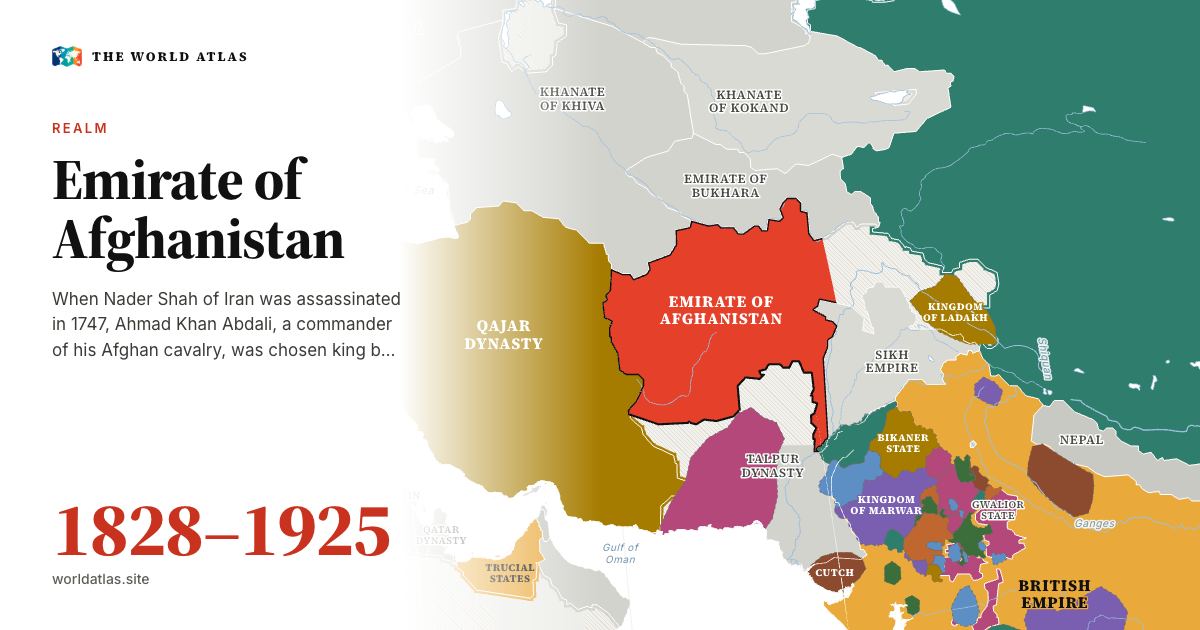 THE WORLD ATLAS
REALM
Emirate of
Afghanistan
When Nader Shah of Iran was assassinated
in 1747, Ahmad Khan Abdali, a commander
of his Afghan cavalry, was chosen king b...
1828–1925
worldatlas.site
KHANATE
OF KHIVA
KHANATE
OF KOKAND
EMIRATE OF
BUKHARA
Sea
EMIRATE OF
AFGHANISTAN
QAJAR
DYNASTY
KINGDOM
OF LADAKH
SIKH
EMPIRE
Shiquan
BIKANER
STATE
NEPAL
TALPUR
DYNASTY
KINGDOM
OF MARWAR
GWALIOR
STATE
Ganges
QATAR
DYNASTY
Gulf of
Oman
TRUCIAL
STATES
CUTCH
BRITISH
EMPIRE